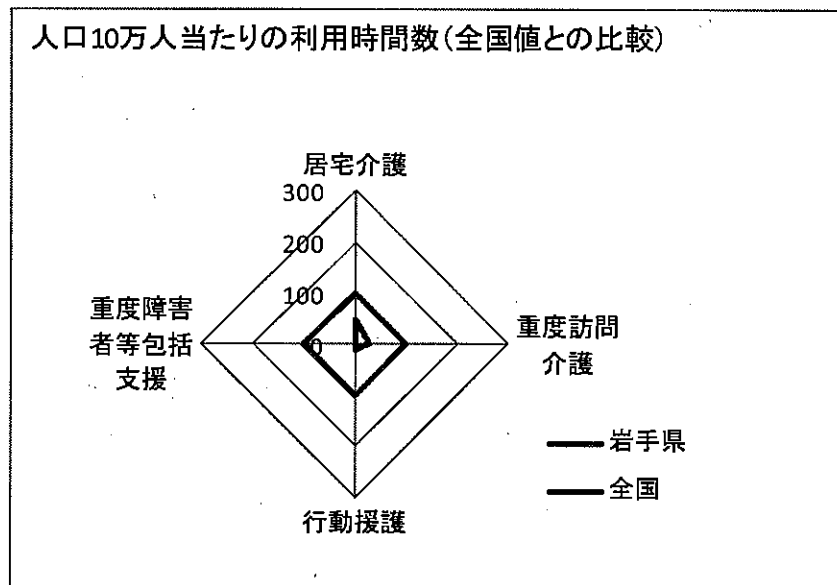 人口10万人当たりの利用時間数(全国値との比較)
居宅介護
300
200
100
0
重度障害
者等包括
支援
重度訪問
介護
行動援護
岩手県
全国